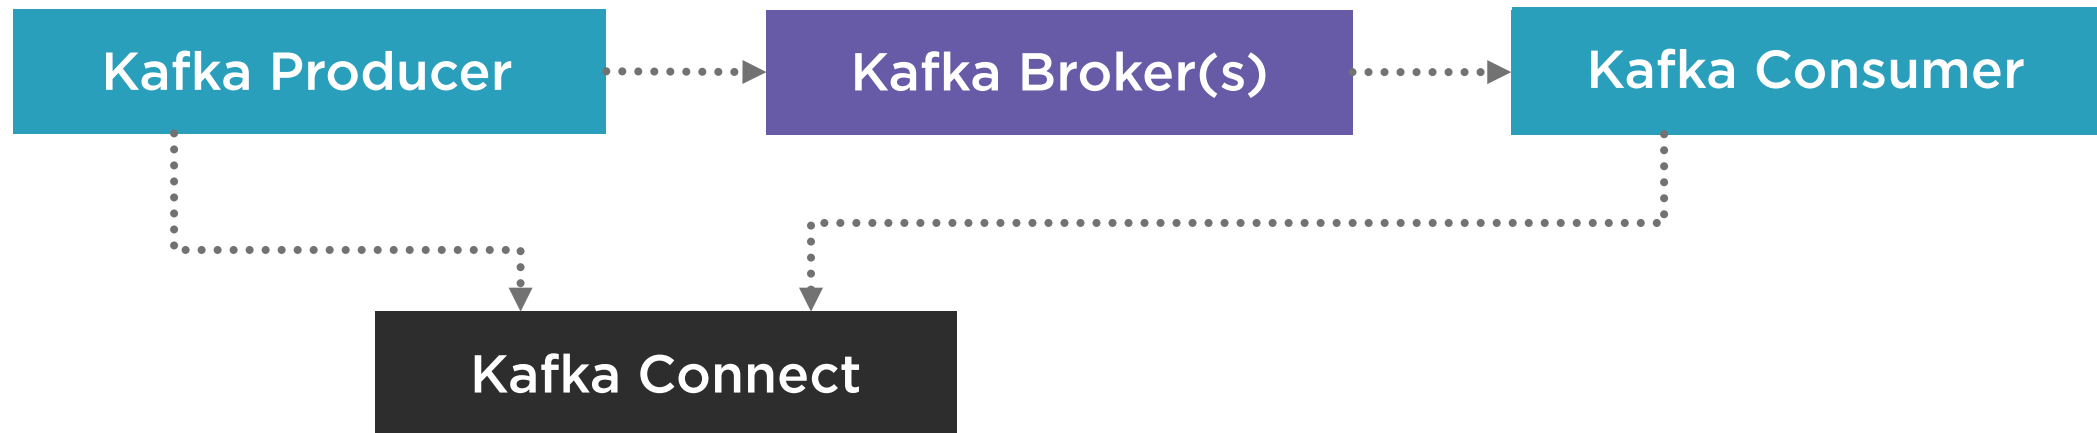 Kafka Producer
Kafka Broker(s)
Kafka Consumer
Kafka Connect